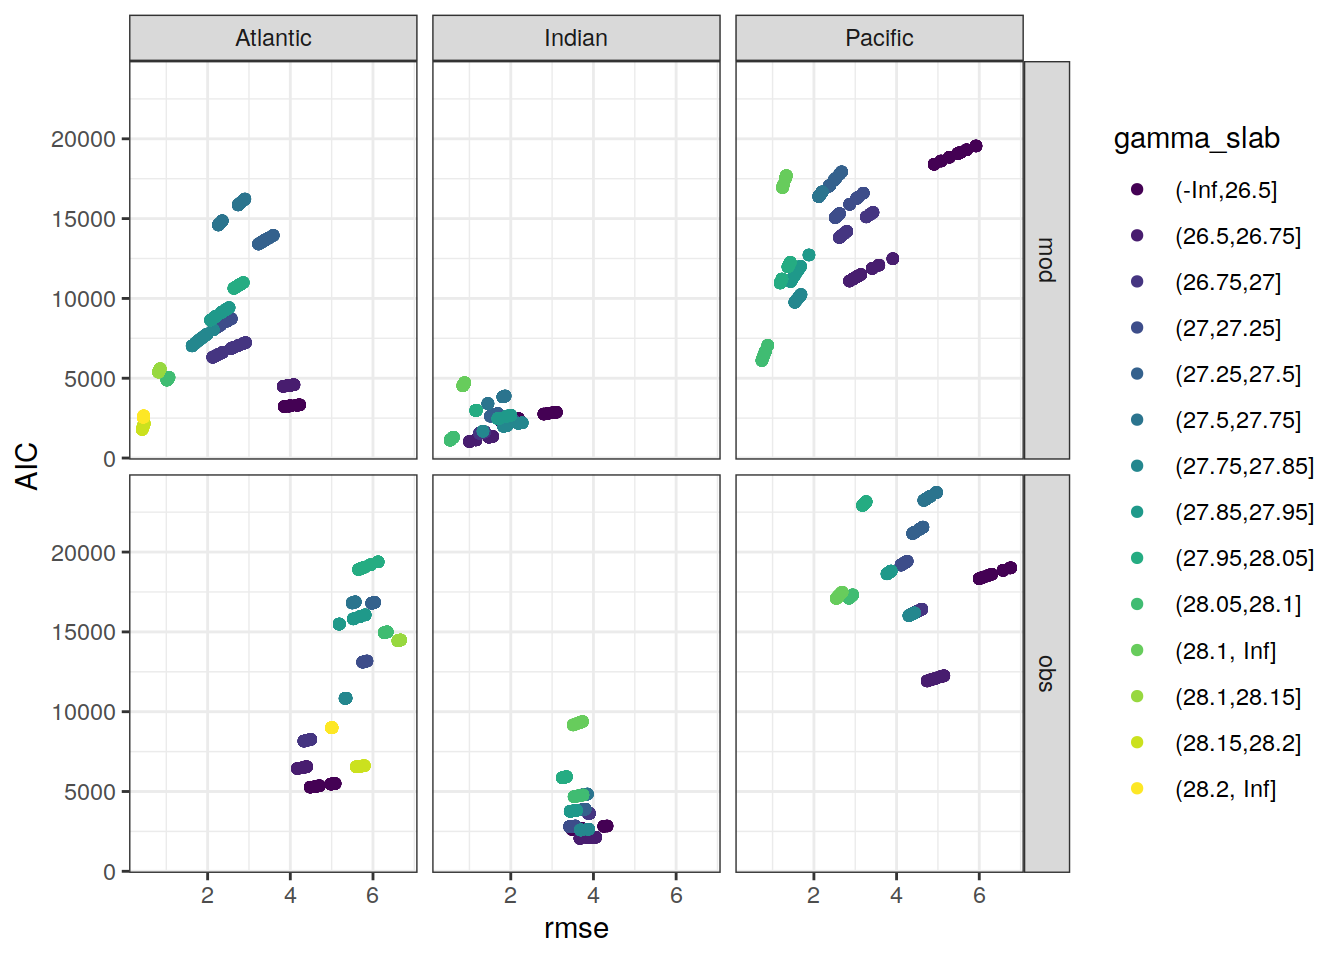 Atlantic
Indian
Pacific
mod
obs
AIC
20000
15000
10000
5000
0
20000
15000
10000
5000
0
2 4 6
2 4 6
2 4 6
rmse
gamma_slab
(-Inf,26.5]
(26.5,26.75]
(26.75,27]
(27,27.25]
(27.25,27.5]
(27.5,27.75]
(27.75,27.85]
(27.85,27.95]
(27.95,28.05]
(28.05,28.1]
(28.1, Inf]
(28.1,28.15]
(28.15,28.2]
(28.2, Inf]